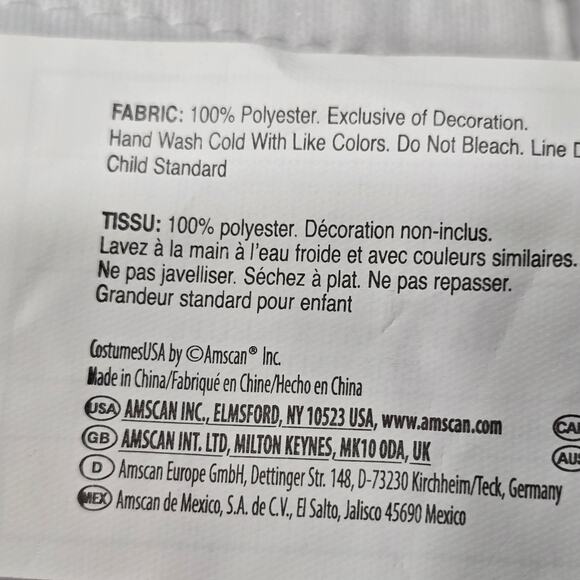 FABRIC: 100% Polyester. Exclusive of Decoration.
Hand Wash Cold With Like Colors. Do Not Bleach. Line
Child Standard
TISSU: 100% polyester. Décoration non-inclus.
Lavez à la main à l'eau froide et avec couleurs similaires.
Ne pas javelliser. Séchez à plat. Ne pas repasser.
Grandeur standard pour enfant
CostumesUSA by ©Amscan® Inc.
Made in China/Fabriqué en Chine/Hecho en China
USA AMSCAN INC., ELMSFORD, NY 10523 USA, www.amscan.com
GB AMSCAN INT. LTD, MILTON KEYNES, MK10 0DA, UK
D Amscan Europe GmbH, Dettinger Str. 148, D-73230 Kirchheim/Teck, Germany
MEX Amscan de Mexico, S.A. de C.V., El Salto, Jalisco 45690 Mexico